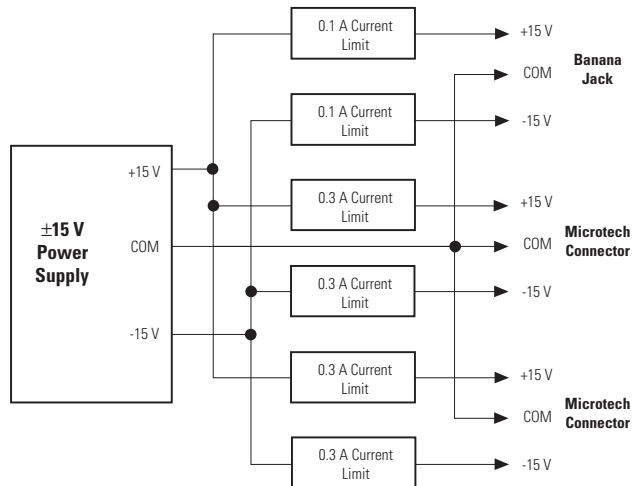 ±15 V
Power
Supply
+15 V
COM
-15 V
0.1 A Current
Limit
+15 V
COM
Banana
Jack
0.1 A Current
Limit
-15 V
0.3 A Current
Limit
+15 V
COM
Microtech
Connector
0.3 A Current
Limit
-15 V
0.3 A Current
Limit
+15 V
COM
Microtech
Connector
0.3 A Current
Limit
-15 V